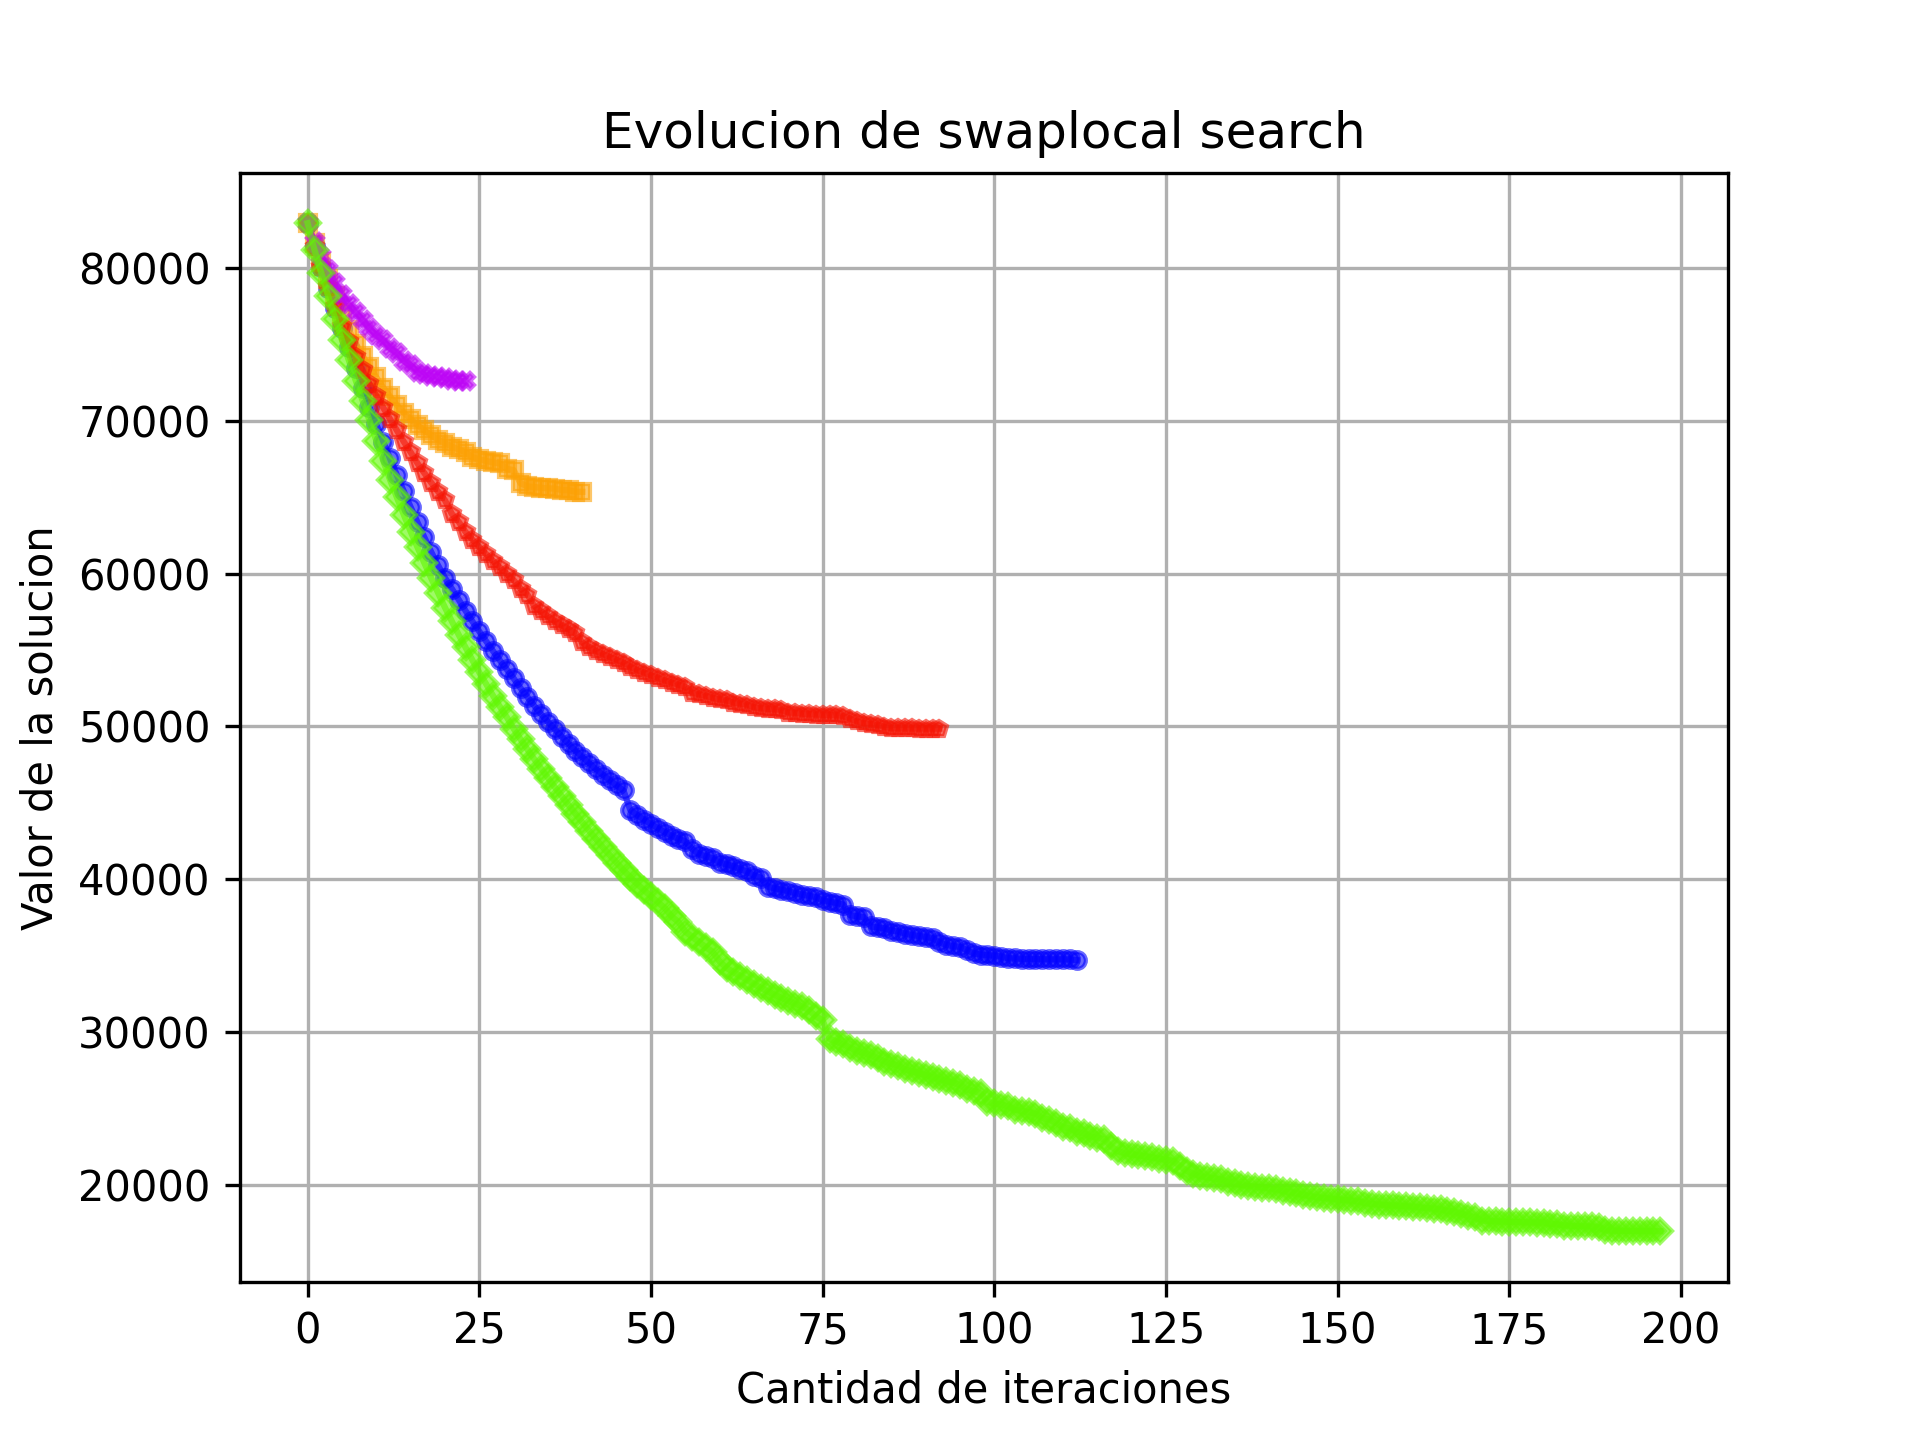 Evolucion de swaplocal search
Valor de la solucion
80000
70000
60000
50000
40000
30000
20000
0 25 50 75 100 125 150 175 200
Cantidad de iteraciones